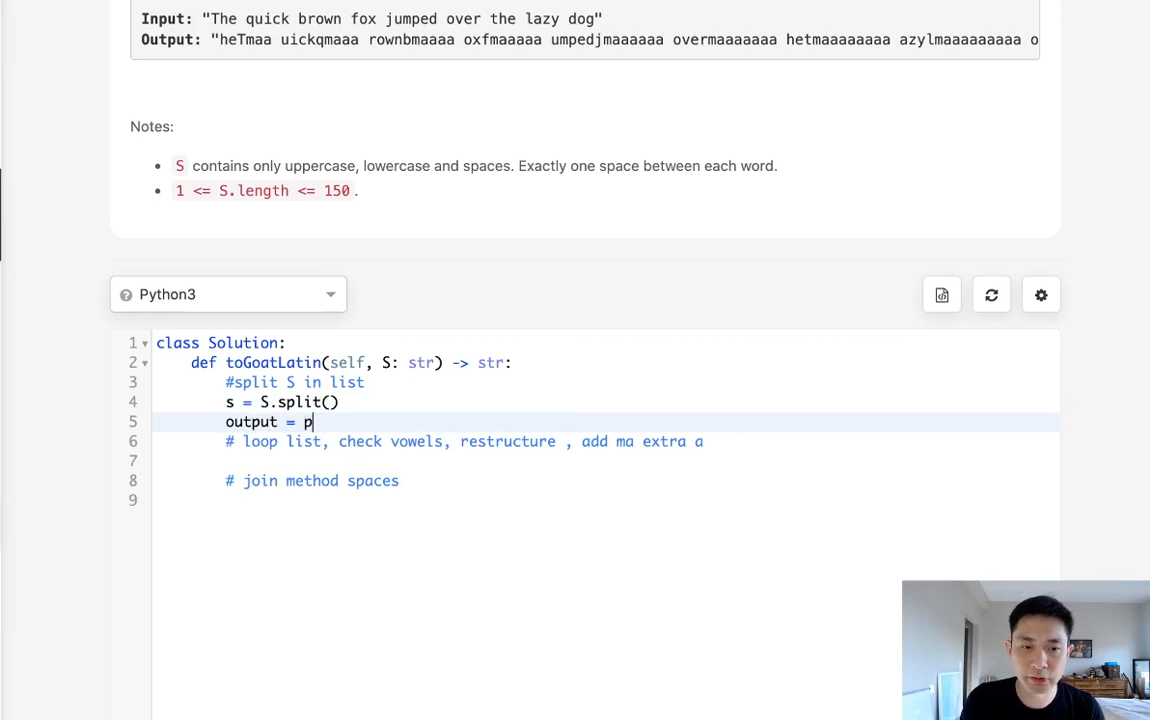 Input: "The quick brown fox jumped over the lazy dog"
Output: "heTmaa uickqmaaa rownbmaaaa oxfmaaaaa umpedjmaaaaaa overmaaaaaaa hetmaaaaaaaa azylmaaaaaaaaa o
Notes:
• S contains only uppercase, lowercase and spaces. Exactly one space between each word.
• 1 <= S.length <= 150.
Python3
1 class Solution:
2 def toGoatLatin(self, S: str) -> str:
3 #split S in list
4 s = S.split()
5 output = p
6 # loop list, check vowels, restructure , add ma extra a
7
8 # join method spaces
9